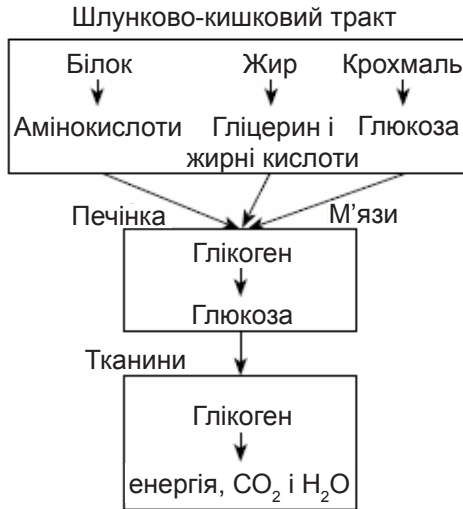 Шлунково-кишковий тракт
Білок Жир Крохмаль
Амінокислоти Гліцерин і Глюкоза
жирні кислоти
Печінка М’язи
Глікоген
Глюкоза
Тканини
Глікоген
енергія, CO₂ і H₂O